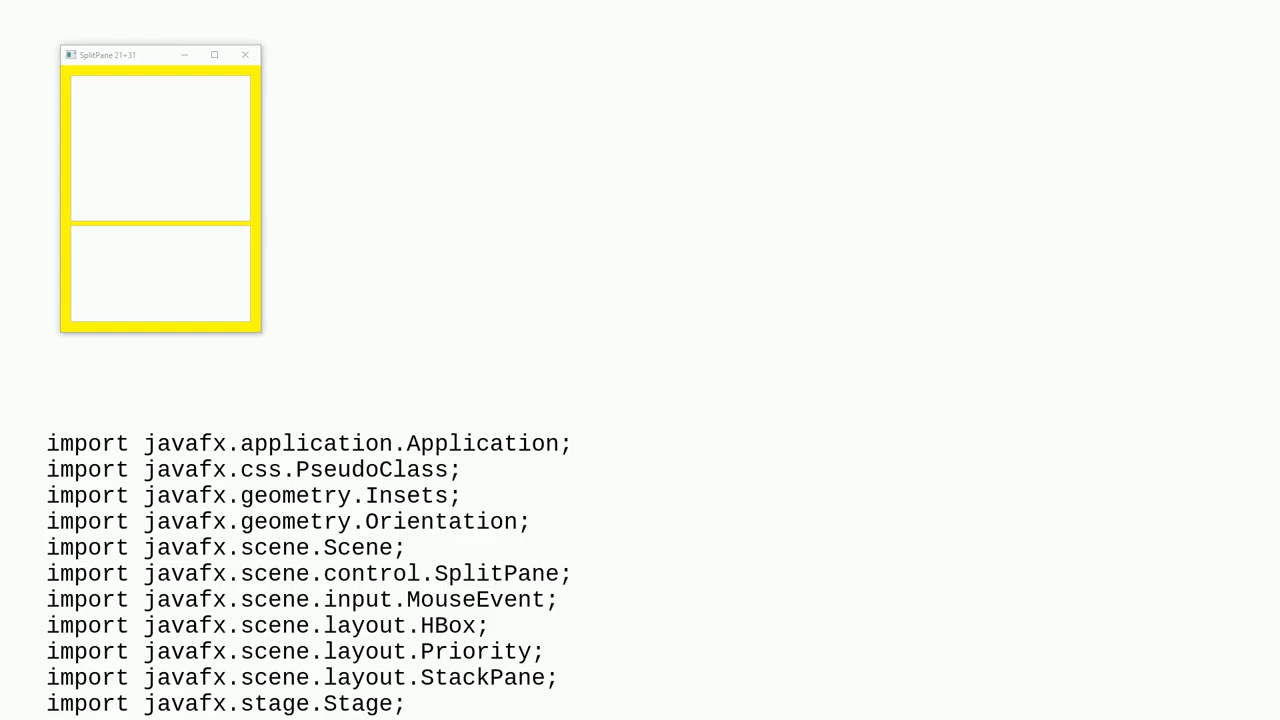 SplitPane 21+31
import javafx.application.Application;
import javafx.css.PseudoClass;
import javafx.geometry.Insets;
import javafx.geometry.Orientation;
import javafx.scene.Scene;
import javafx.scene.control.SplitPane;
import javafx.scene.input.MouseEvent;
import javafx.scene.layout.HBox;
import javafx.scene.layout.Priority;
import javafx.scene.layout.StackPane;
import javafx.stage.Stage;